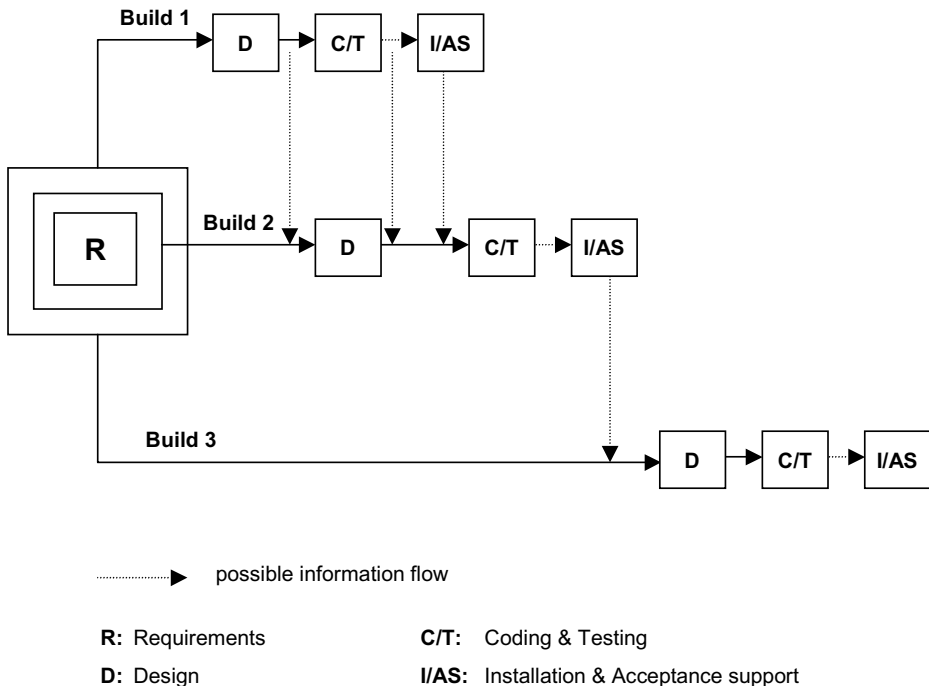 Build 1
D
C/T
I/AS
R
Build 2
D
C/T
I/AS
Build 3
D
C/T
I/AS
possible information flow
R: Requirements
C/T: Coding & Testing
D: Design
I/AS: Installation & Acceptance support